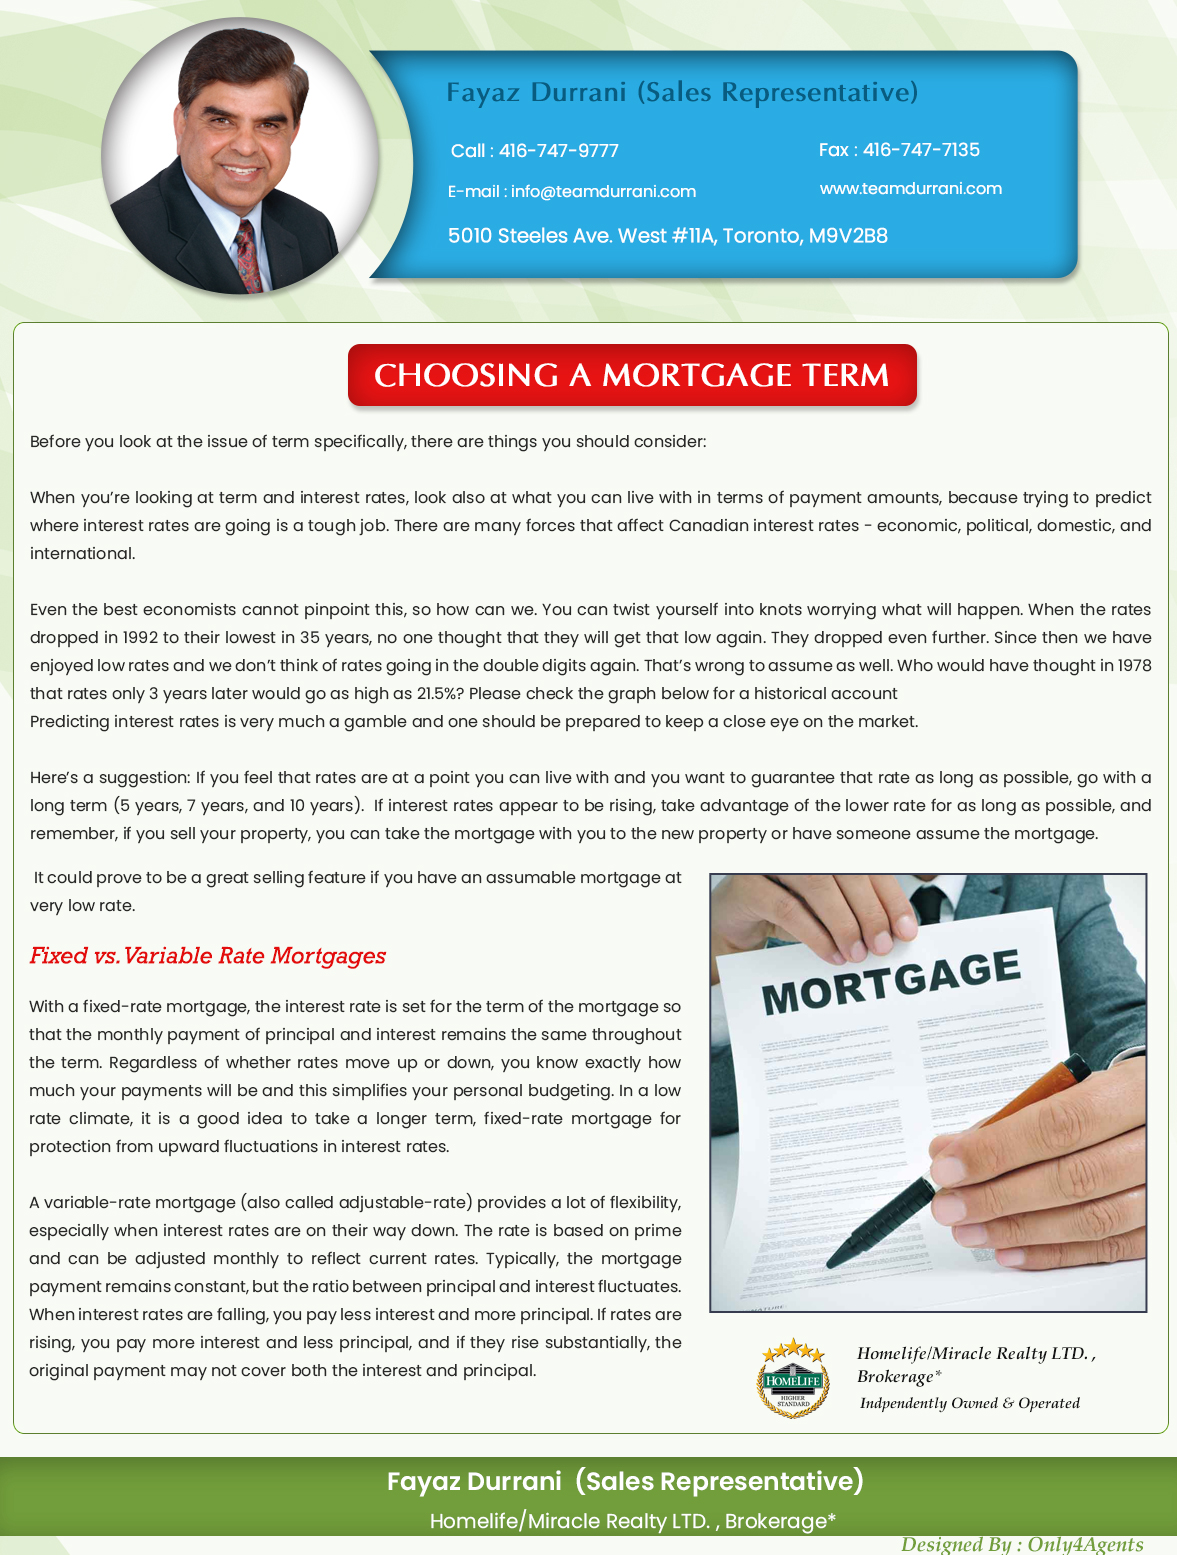 Fayaz Durrani (Sales Representative)
Call : 416-747-9777
Fax : 416-747-7135
E-mail : info@teamdurrani.com
www.teamdurrani.com
5010 Steeles Ave. West #11A, Toronto, M9V2B8
CHOOSING A MORTGAGE TERM
Before you look at the issue of term specifically, there are things you should consider:
When you’re looking at term and interest rates, look also at what you can live with in terms of payment amounts, because trying to predict
where interest rates are going is a tough job. There are many forces that affect Canadian interest rates - economic, political, domestic, and
international.
Even the best economists cannot pinpoint this, so how can we. You can twist yourself into knots worrying what will happen. When the rates
dropped in 1992 to their lowest in 35 years, no one thought that they will get that low again. They dropped even further. Since then we have
enjoyed low rates and we don’t think of rates going in the double digits again. That’s wrong to assume as well. Who would have thought in 1978
that rates only 3 years later would go as high as 21.5%? Please check the graph below for a historical account
Predicting interest rates is very much a gamble and one should be prepared to keep a close eye on the market.
Here’s a suggestion: If you feel that rates are at a point you can live with and you want to guarantee that rate as long as possible, go with a
long term (5 years, 7 years, and 10 years). If interest rates appear to be rising, take advantage of the lower rate for as long as possible, and
remember, if you sell your property, you can take the mortgage with you to the new property or have someone assume the mortgage.
It could prove to be a great selling feature if you have an assumable mortgage at
very low rate.
Fixed vs. Variable Rate Mortgages
With a fixed-rate mortgage, the interest rate is set for the term of the mortgage so
that the monthly payment of principal and interest remains the same throughout
the term. Regardless of whether rates move up or down, you know exactly how
much your payments will be and this simplifies your personal budgeting. In a low
rate climate, it is a good idea to take a longer term, fixed-rate mortgage for
protection from upward fluctuations in interest rates.
A variable-rate mortgage (also called adjustable-rate) provides a lot of flexibility,
especially when interest rates are on their way down. The rate is based on prime
and can be adjusted monthly to reflect current rates. Typically, the mortgage
payment remains constant, but the ratio between principal and interest fluctuates.
When interest rates are falling, you pay less interest and more principal. If rates are
rising, you pay more interest and less principal, and if they rise substantially, the
original payment may not cover both the interest and principal.
MORTGAGE
HOMELIFE
HIGHER
STANDARD
Homelife/Miracle Realty LTD. ,
Brokerage*
Indpendently Owned & Operated
Fayaz Durrani (Sales Representative)
Homelife/Miracle Realty LTD. , Brokerage*
Designed By : Only4Agents